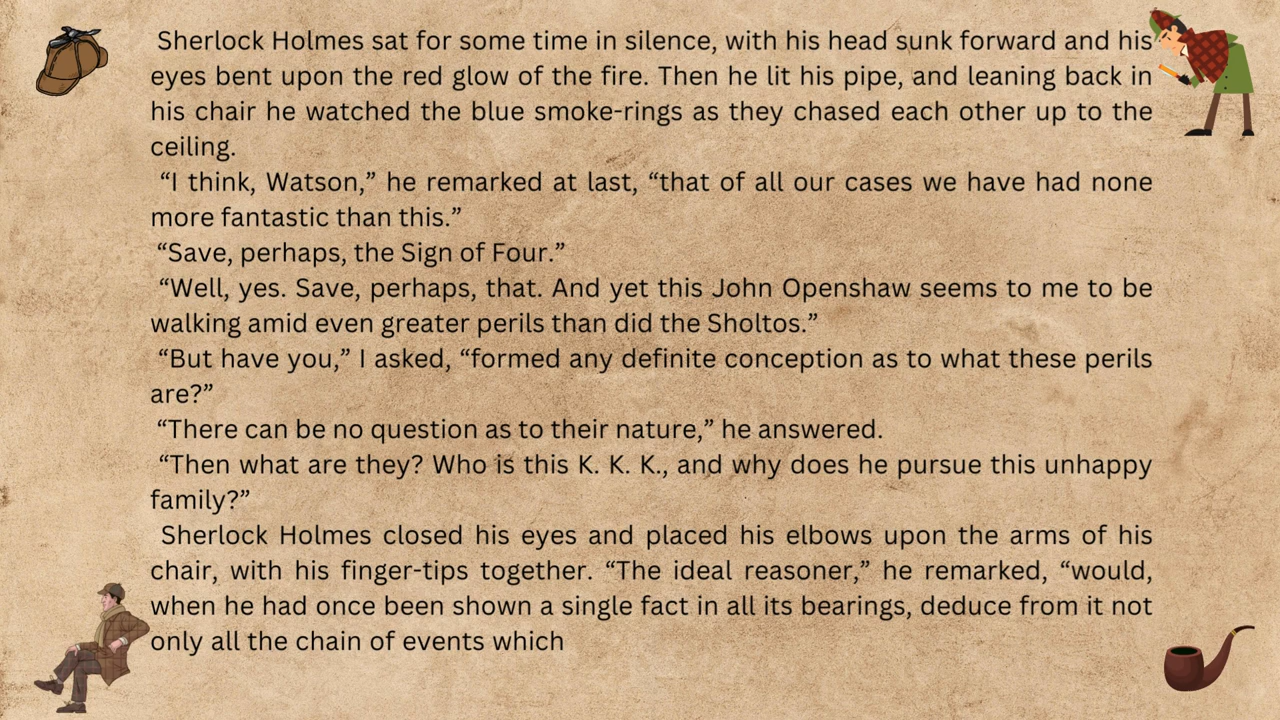 Sherlock Holmes sat for some time in silence, with his head sunk forward and his
eyes bent upon the red glow of the fire. Then he lit his pipe, and leaning back in
his chair he watched the blue smoke-rings as they chased each other up to the
ceiling.
“I think, Watson,” he remarked at last, “that of all our cases we have had none
more fantastic than this.”
“Save, perhaps, the Sign of Four.”
“Well, yes. Save, perhaps, that. And yet this John Openshaw seems to me to be
walking amid even greater perils than did the Sholtos.”
“But have you,” I asked, “formed any definite conception as to what these perils
are?”
“There can be no question as to their nature,” he answered.
“Then what are they? Who is this K. K. K., and why does he pursue this unhappy
family?”
Sherlock Holmes closed his eyes and placed his elbows upon the arms of his
chair, with his finger-tips together. “The ideal reasoner,” he remarked, “would,
when he had once been shown a single fact in all its bearings, deduce from it not
only all the chain of events which